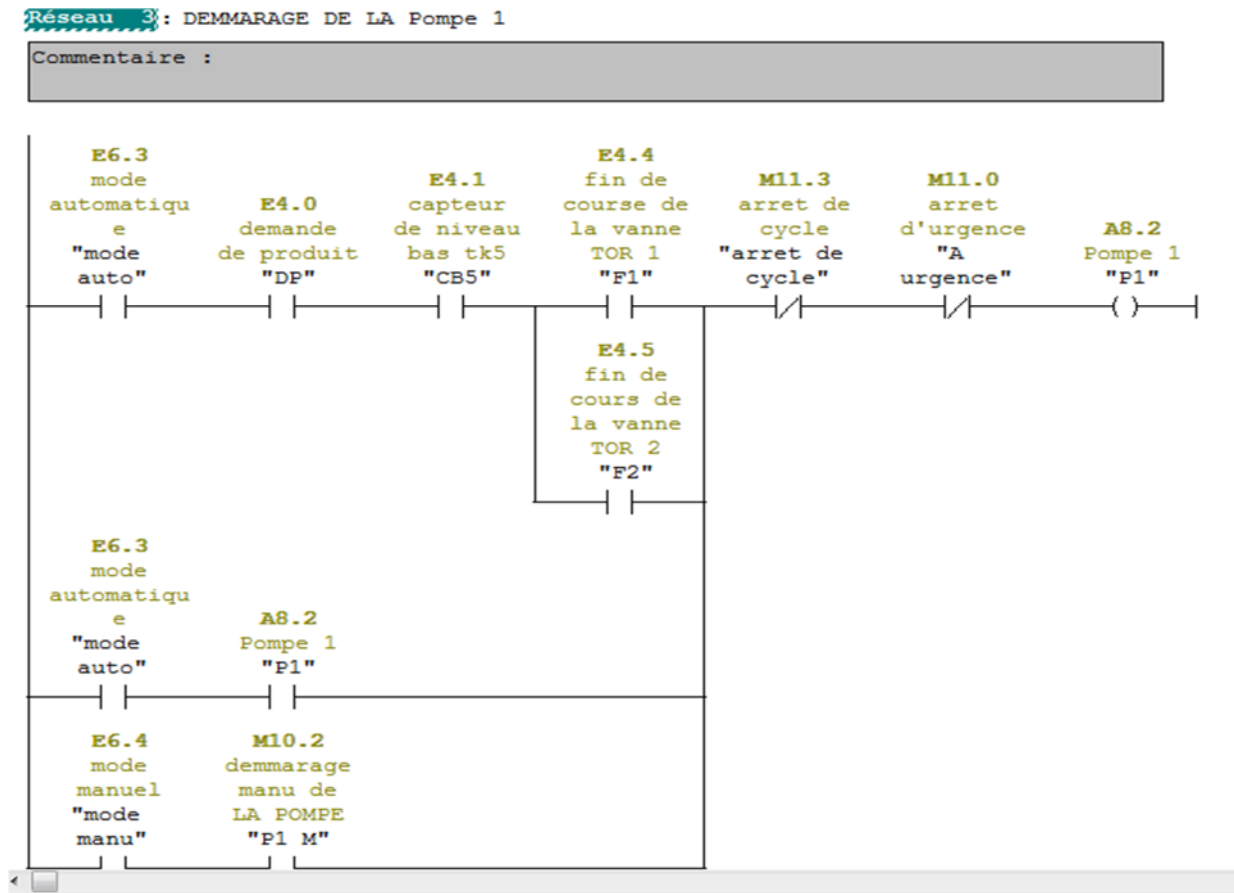 Réseau 3: DEMMARAGE DE LA Pompe 1
Commentaire :
E6.3
mode
automatiqu
e
"mode
auto"
E4.0
demande
de produit
"DP"
E4.1
capteur
de niveau
bas tk5
"CB5"
E4.4
fin de
course de
la vanne
TOR 1
"F1"
M11.3
arret de
cycle
"arret de
cycle"
M11.0
arret
d'urgence
"A
urgence"
A8.2
Pompe 1
"P1"
E4.5
fin de
cours de
la vanne
TOR 2
"F2"
E6.3
mode
automatiqu
e
"mode
auto"
A8.2
Pompe 1
"P1"
E6.4
mode
manuel
"mode
manu"
M10.2
demmarage
manu de
LA POMPE
"P1 M"